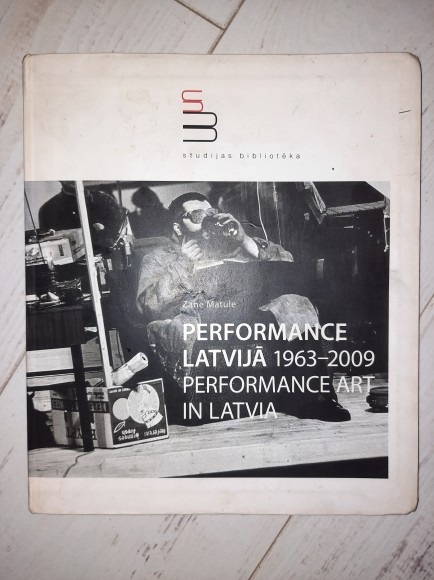 studijas bibliotēka
Zane Matule
PERFORMANCE
LATVIJĀ 1963–2009
PERFORMANCE ART
IN LATVIA